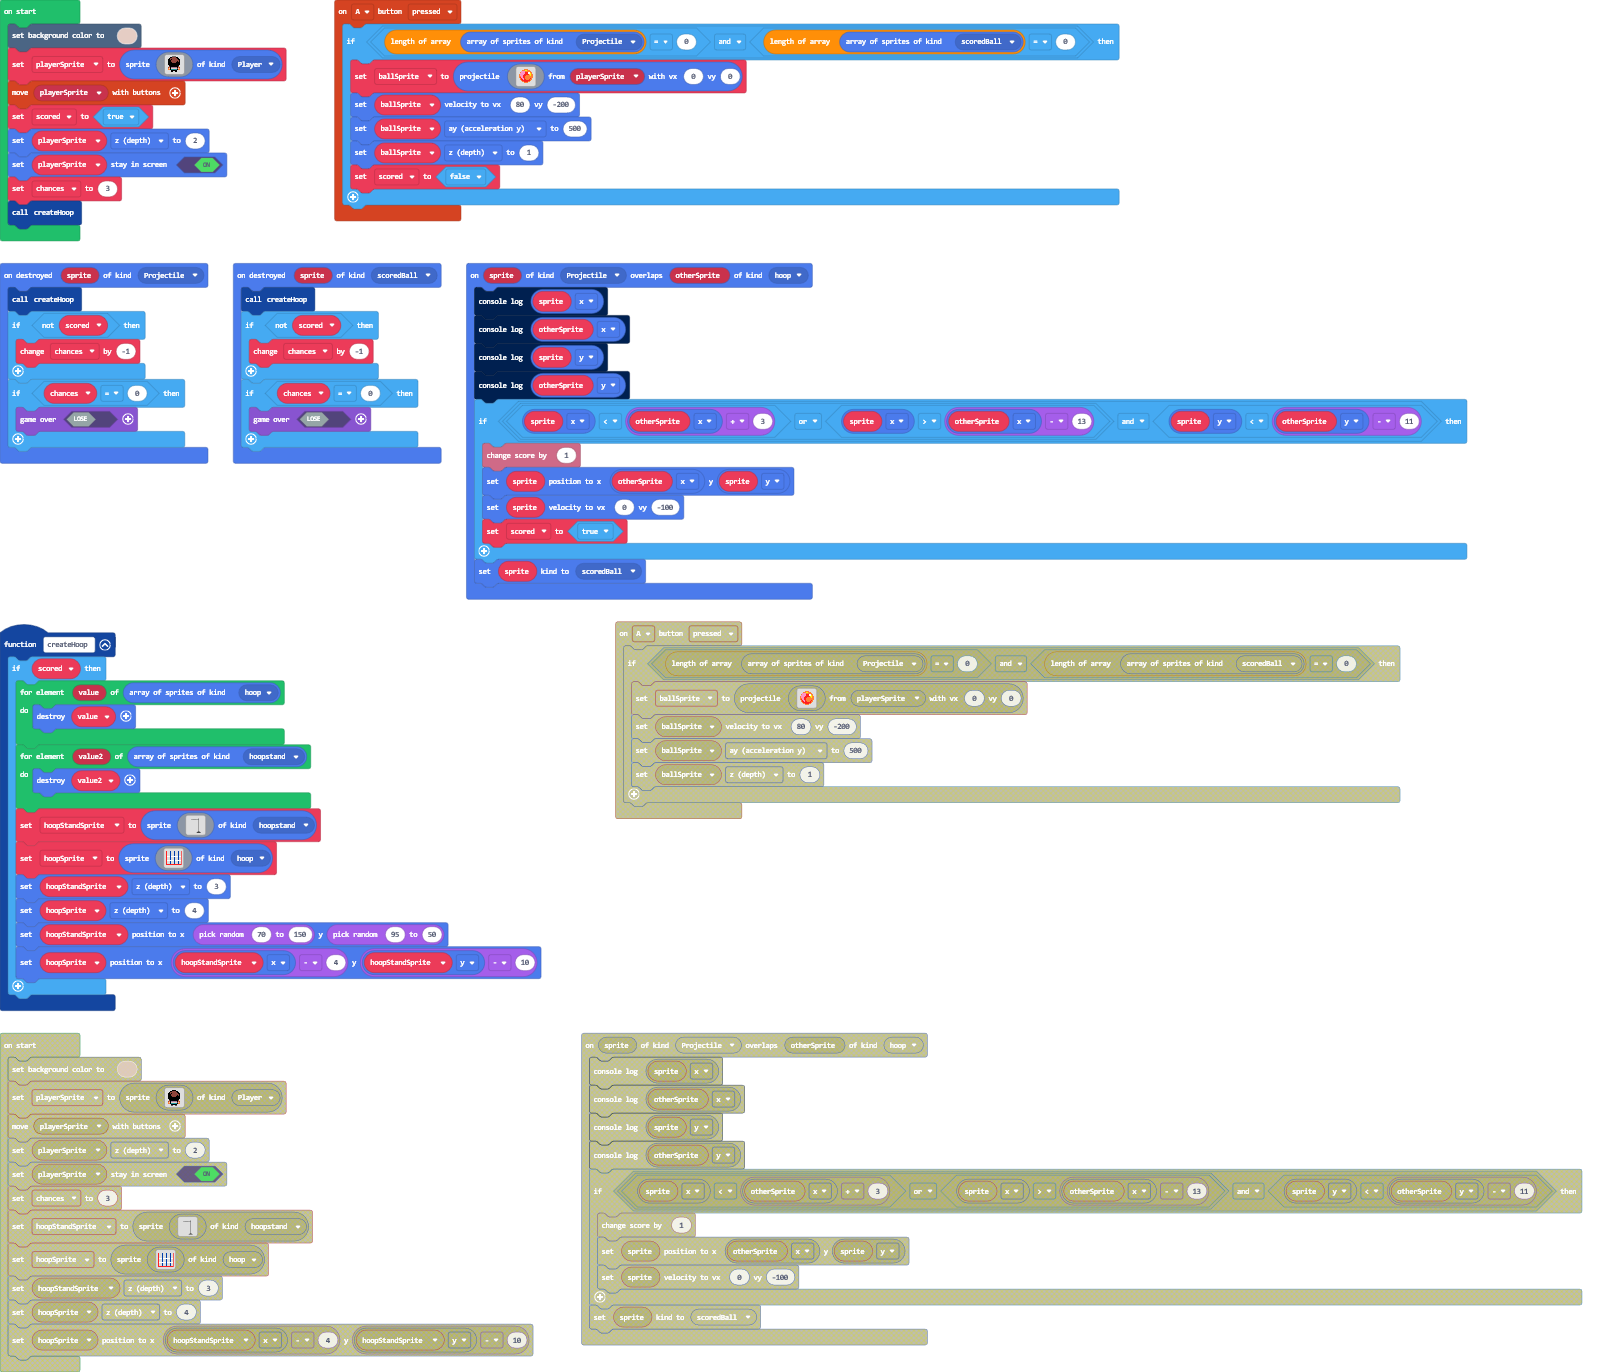 on start
set background color to
set playerSprite to sprite of kind Player
move playerSprite with buttons
set scored to true
set playerSprite z (depth) to 2
set playerSprite stay in screen ON
set chances to 3
call createHoop
on A button pressed
if length of array array of sprites of kind Projectile = 0 and length of array array of sprites of kind scoredBall = 0 then
set ballSprite to projectile from playerSprite with vx 0 vy 0
set ballSprite velocity to vx 80 vy -200
set ballSprite ay (acceleration y) to 500
set ballSprite z (depth) to 1
set scored to false
on destroyed sprite of kind Projectile
call createHoop
if not scored then
change chances by -1
if chances = 0 then
game over LOSE
on destroyed sprite of kind scoredBall
call createHoop
if not scored then
change chances by -1
if chances = 0 then
game over LOSE
on sprite of kind Projectile overlaps otherSprite of kind hoop
console log sprite x
console log otherSprite x
console log sprite y
console log otherSprite y
if sprite x < otherSprite x + 3 or sprite x > otherSprite x - 13 and sprite y < otherSprite y - 11 then
change score by 1
set sprite position to x otherSprite x y sprite y
set sprite velocity to vx 0 vy -100
set scored to true
set sprite kind to scoredBall
function createHoop
if scored then
for element value of array of sprites of kind hoop
do destroy value
for element value2 of array of sprites of kind hoopstand
do destroy value2
set hoopStandSprite to sprite of kind hoopstand
set hoopSprite to sprite of kind hoop
set hoopStandSprite z (depth) to 3
set hoopSprite z (depth) to 4
set hoopStandSprite position to x pick random 70 to 150 y pick random 95 to 50
set hoopSprite position to x hoopStandSprite x - 4 y hoopStandSprite y - 10
on A button pressed
if length of array array of sprites of kind Projectile = 0 and length of array array of sprites of kind scoredBall = 0 then
set ballSprite to projectile from playerSprite with vx 0 vy 0
set ballSprite velocity to vx 80 vy -200
set ballSprite ay (acceleration y) to 500
set ballSprite z (depth) to 1
on start
set background color to
set playerSprite to sprite of kind Player
move playerSprite with buttons
set playerSprite z (depth) to 2
set playerSprite stay in screen ON
set chances to 3
set hoopStandSprite to sprite of kind hoopstand
set hoopSprite to sprite of kind hoop
set hoopStandSprite z (depth) to 3
set hoopSprite z (depth) to 4
set hoopSprite position to x hoopStandSprite x - 4 y hoopStandSprite y - 10
on sprite of kind Projectile overlaps otherSprite of kind hoop
console log sprite x
console log otherSprite x
console log sprite y
console log otherSprite y
if sprite x < otherSprite x + 3 or sprite x > otherSprite x - 13 and sprite y < otherSprite y - 11 then
change score by 1
set sprite position to x otherSprite x y sprite y
set sprite velocity to vx 0 vy -100
set sprite kind to scoredBall